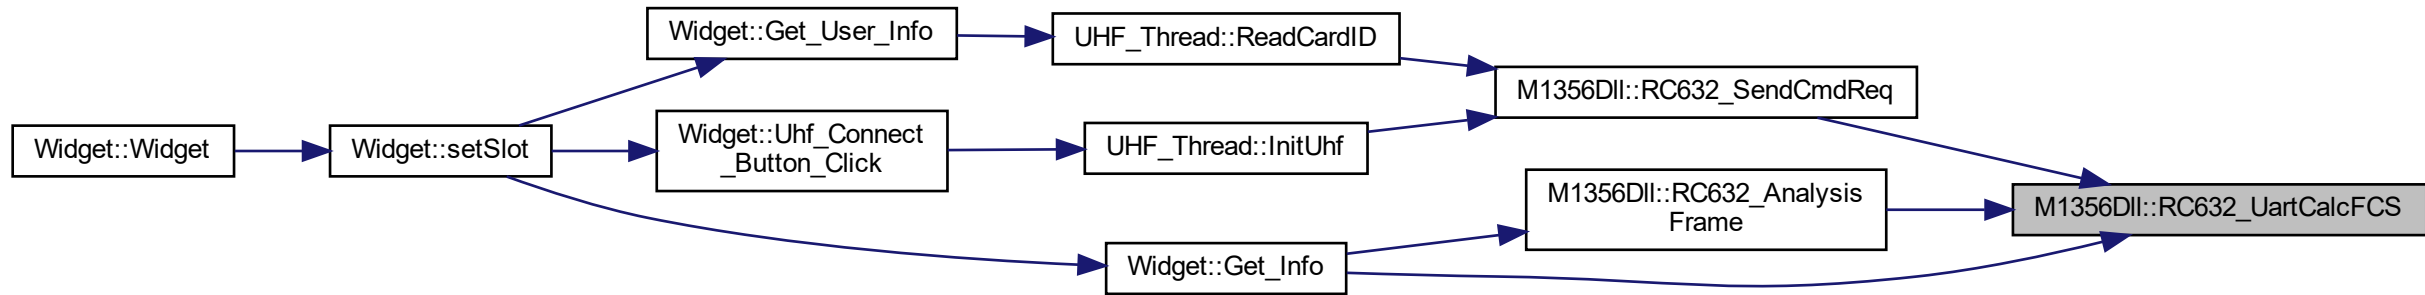 Widget::Widget
Widget::setSlot
Widget::Get_User_Info
Widget::Uhf_Connect
_Button_Click
UHF_Thread::ReadCardID
UHF_Thread::InitUhf
Widget::Get_Info
M1356Dll::RC632_SendCmdReq
M1356Dll::RC632_Analysis
Frame
M1356Dll::RC632_UartCalcFCS